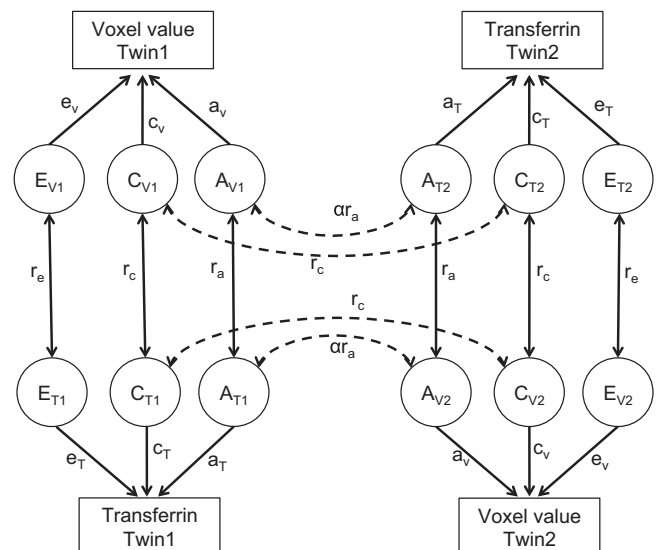 Voxel value Transferrin
Twin1 Twin2
e_v c_v a_v a_T c_T e_T
E_V1 C_V1 A_V1 A_T2 C_T2 E_T2
αr_a
r_e r_c r_a r_c r_a r_c r_e
r_c
αr_a
E_T1 C_T1 A_T1 A_V2 C_V2 E_V2
e_T c_T a_T a_v c_v e_v
Transferrin Voxel value
Twin1 Twin2